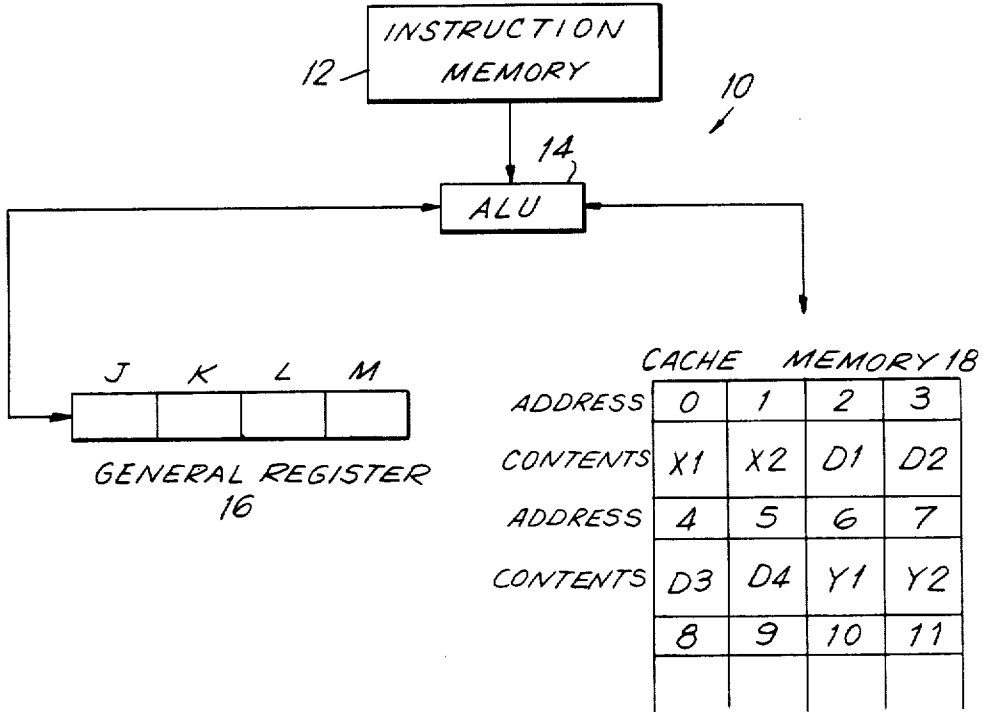 INSTRUCTION
MEMORY
12
10
14
ALU
J K L M
GENERAL REGISTER
16
CACHE MEMORY 18
ADDRESS 0 1 2 3
CONTENTS X1 X2 D1 D2
ADDRESS 4 5 6 7
CONTENTS D3 D4 Y1 Y2
8 9 10 11